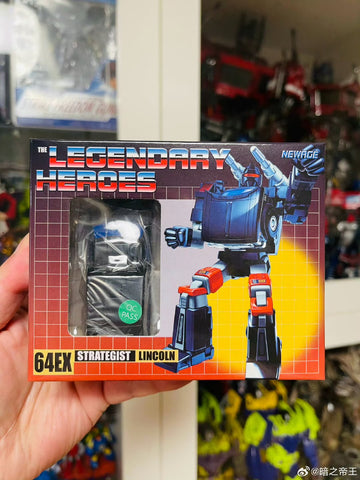 THE LEGENDARY HEROES
NEWAGE
QC PASS
64EX STRATEGIST LINCOLN
@暗之帝王